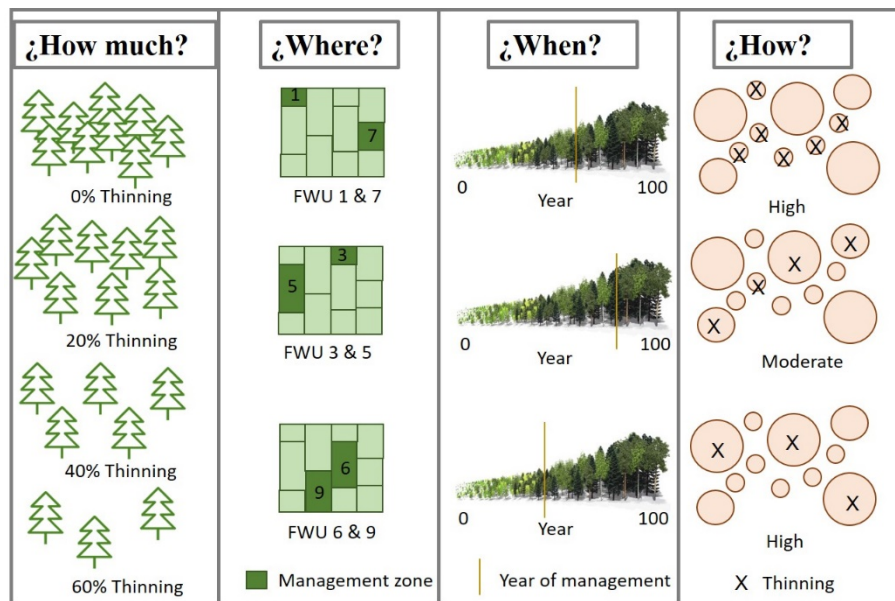 ¿How much?
0% Thinning
20% Thinning
40% Thinning
60% Thinning
¿Where?
1
7
FWU 1 & 7
3
5
FWU 3 & 5
6
9
FWU 6 & 9
Management zone
¿When?
0 100
Year
0 100
Year
0 100
Year
Year of management
¿How?
X
X
X
X
X
X
High
X
X
X
X
Moderate
X
X
X
High
X Thinning